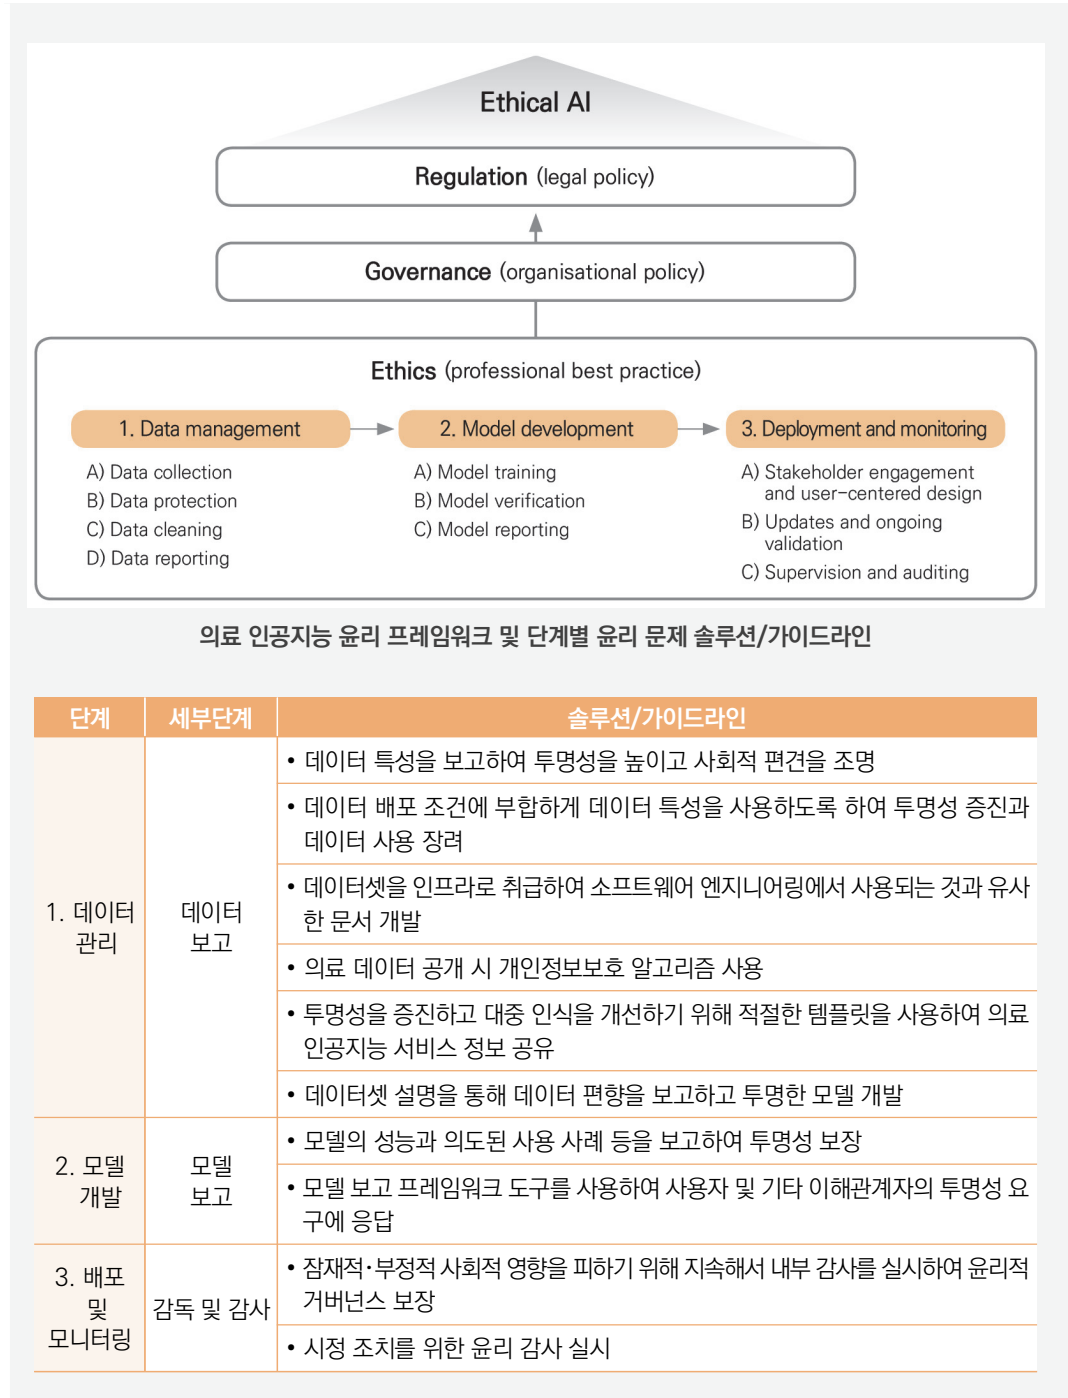 Ethical AI
Regulation (legal policy)
Governance (organisational policy)
Ethics (professional best practice)
1. Data management
A) Data collection
B) Data protection
C) Data cleaning
D) Data reporting
2. Model development
A) Model training
B) Model verification
C) Model reporting
3. Deployment and monitoring
A) Stakeholder engagement
and user-centered design
B) Updates and ongoing
validation
C) Supervision and auditing
의료 인공지능 윤리 프레임워크 및 단계별 윤리 문제 솔루션/가이드라인
단계 세부단계 솔루션/가이드라인
1. 데이터
관리
데이터
보고
• 데이터 특성을 보고하여 투명성을 높이고 사회적 편견을 조명
• 데이터 배포 조건에 부합하게 데이터 특성을 사용하도록 하여 투명성 증진과
데이터 사용 장려
• 데이터셋을 인프라로 취급하여 소프트웨어 엔지니어링에서 사용되는 것과 유사
한 문서 개발
• 의료 데이터 공개 시 개인정보보호 알고리즘 사용
• 투명성을 증진하고 대중 인식을 개선하기 위해 적절한 템플릿을 사용하여 의료
인공지능 서비스 정보 공유
• 데이터셋 설명을 통해 데이터 편향을 보고하고 투명한 모델 개발
2. 모델
개발
모델
보고
• 모델의 성능과 의도된 사용 사례 등을 보고하여 투명성 보장
• 모델 보고 프레임워크 도구를 사용하여 사용자 및 기타 이해관계자의 투명성 요
구에 응답
3. 배포
및
모니터링
감독 및 감사
• 잠재적·부정적 사회적 영향을 피하기 위해 지속해서 내부 감사를 실시하여 윤리적
거버넌스 보장
• 시정 조치를 위한 윤리 감사 실시